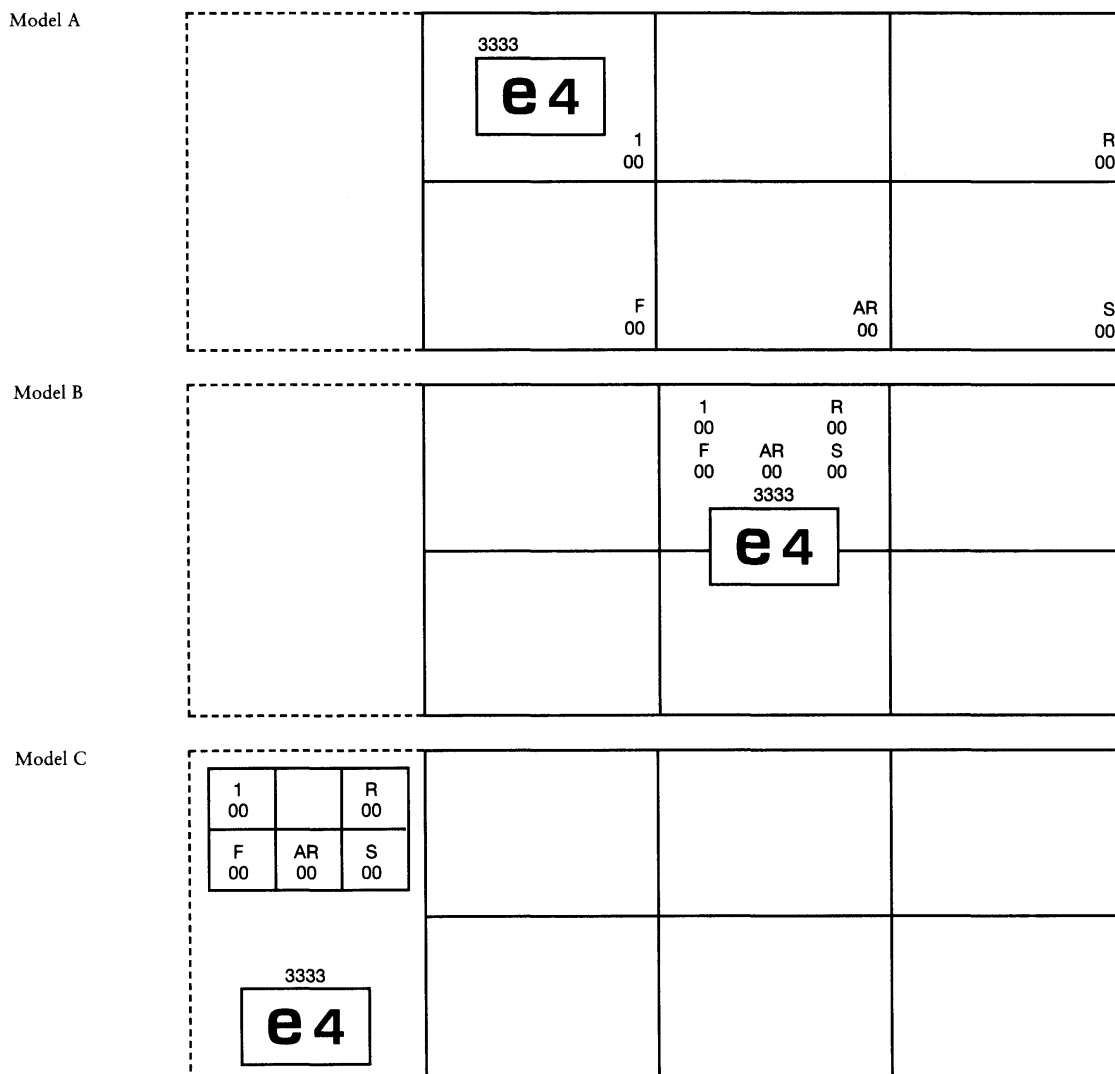 Model A
3333
e4
1
00
R
00
F
00
AR
00
S
00
Model B
1 R
00 00
F AR S
00 00 00
3333
e4
Model C
1 R
00 00
F AR S
00 00 00
3333
e4